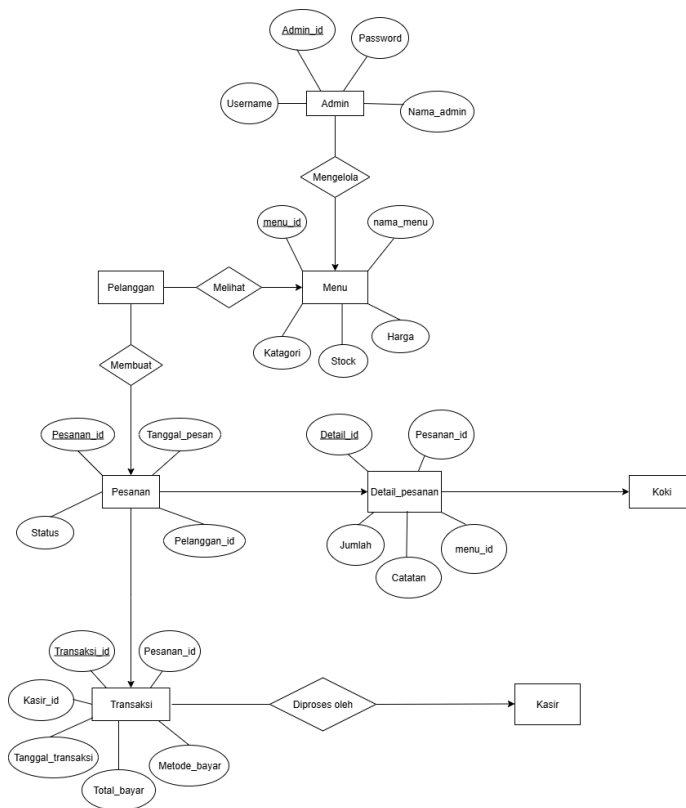 Admin_id
Password
Username
Admin
Nama_admin
Mengelola
menu_id
nama_menu
Pelanggan
Melihat
Menu
Harga
Katagori
Stock
Membuat
Pesanan_id
Tanggal_pesan
Detail_id
Pesanan_id
Pesanan
Detail_pesanan
Koki
Status
Pelanggan_id
Jumlah
menu_id
Catatan
Transaksi_id
Pesanan_id
Kasir_id
Transaksi
Diproses oleh
Kasir
Tanggal_transaksi
Metode_bayar
Total_bayar